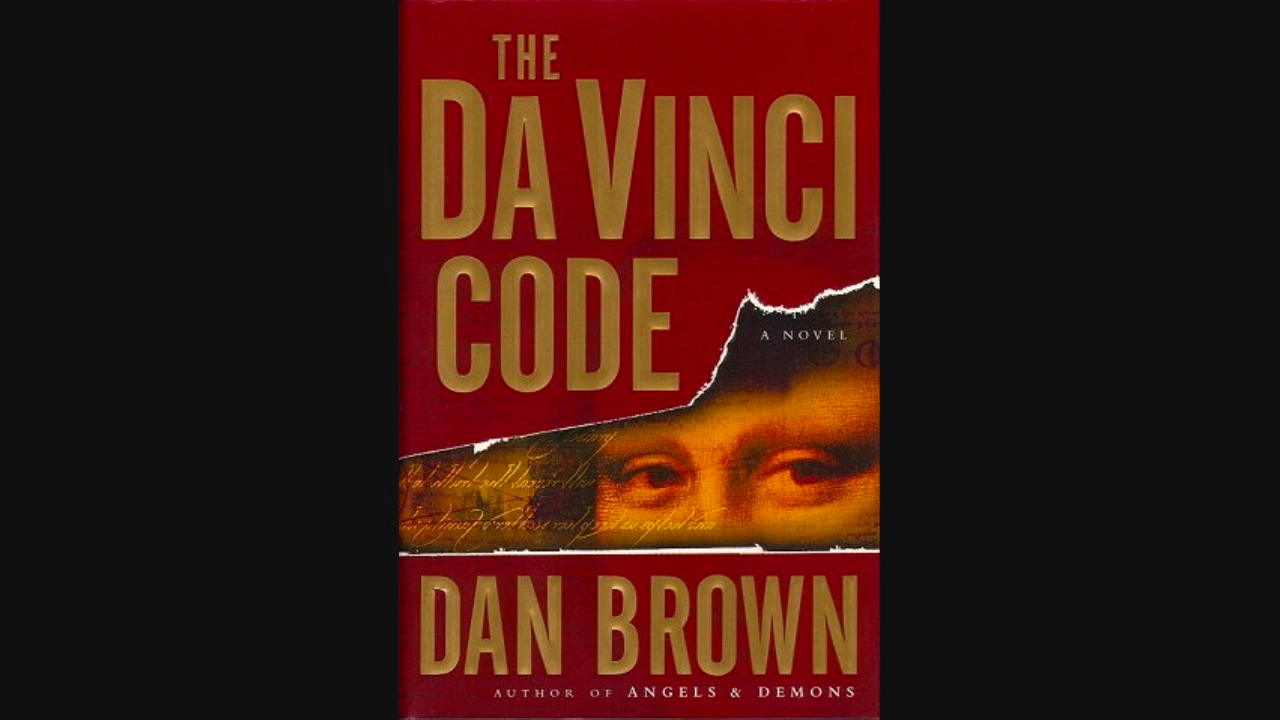 THE
DA VINCI
CODE
A NOVEL
DAN BROWN
AUTHOR OF ANGELS & DEMONS